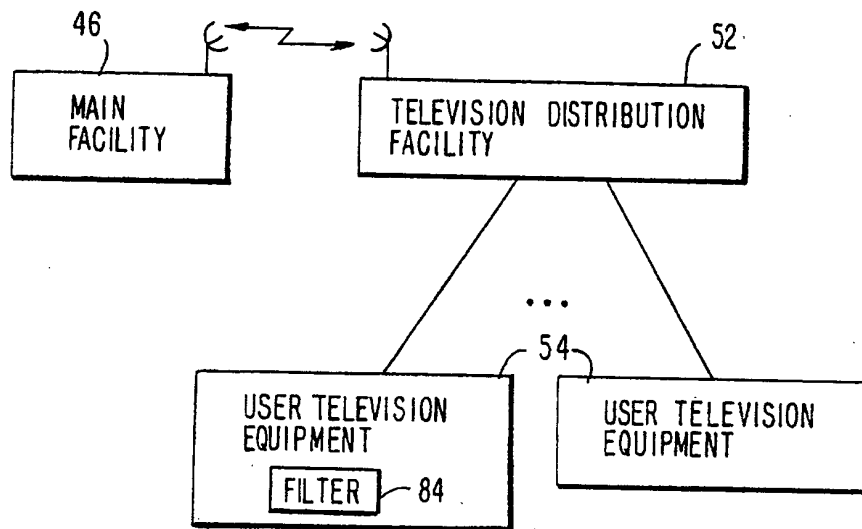 46
52
MAIN
FACILITY
TELEVISION DISTRIBUTION
FACILITY
...
54
USER TELEVISION
EQUIPMENT
FILTER
84
USER TELEVISION
EQUIPMENT